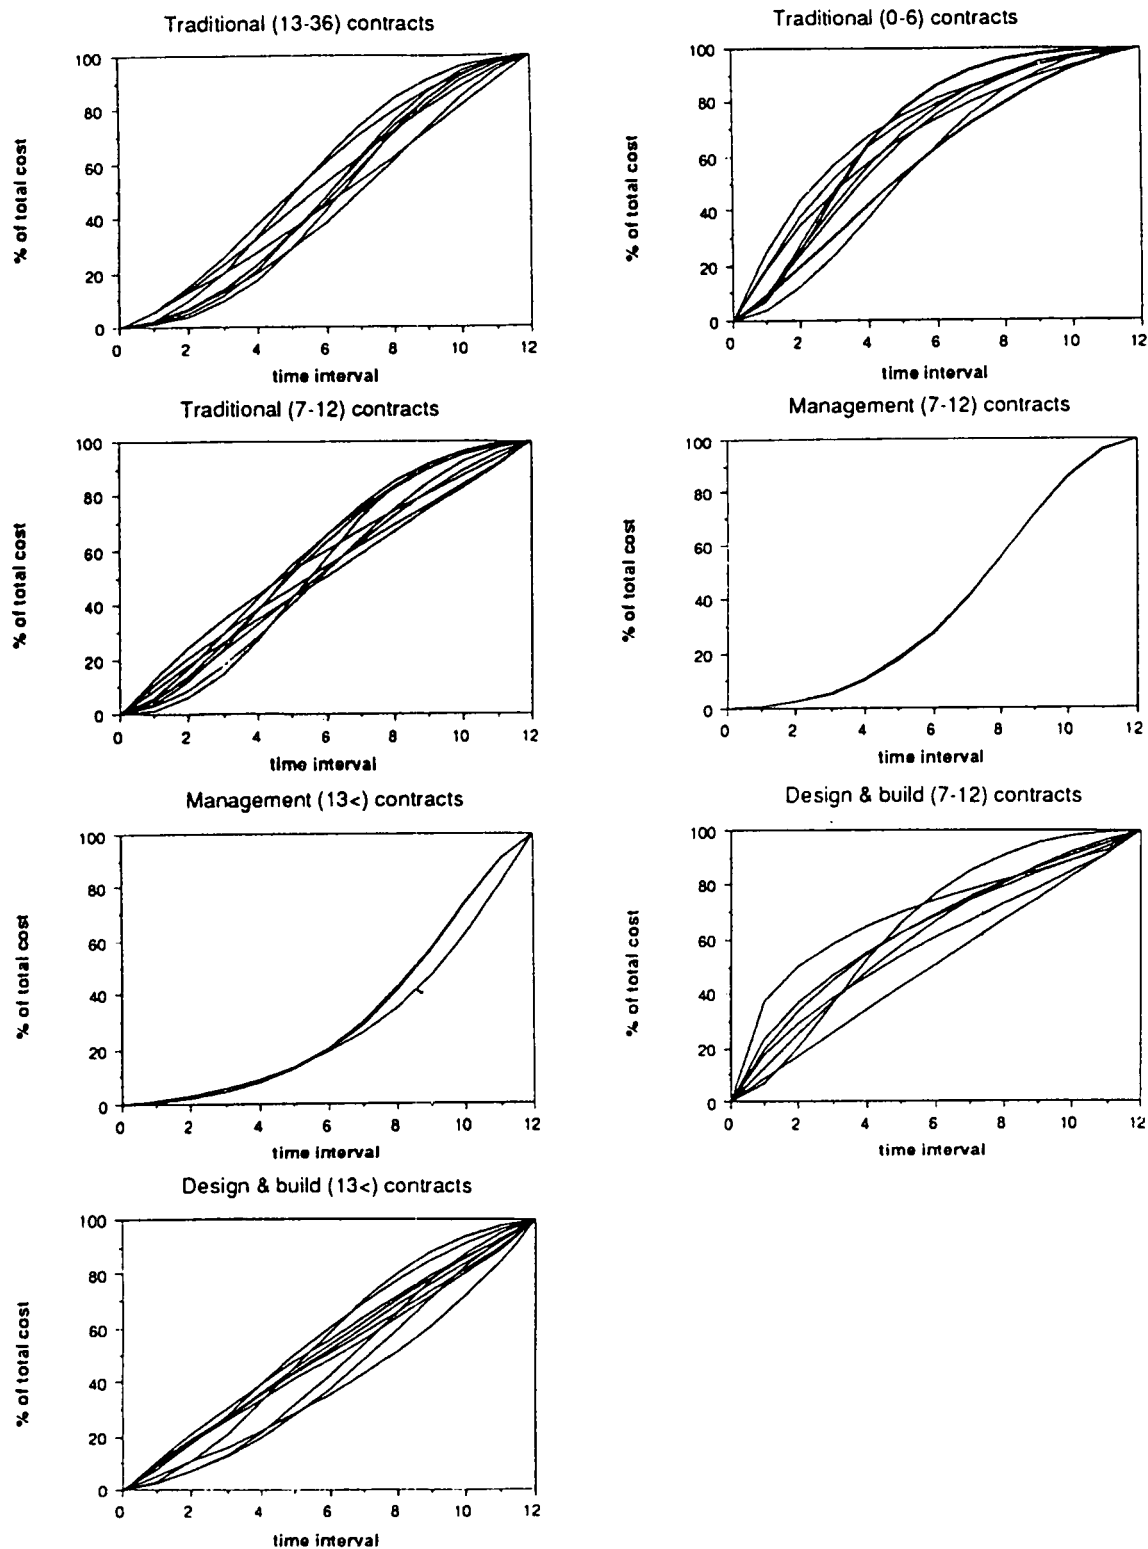 Traditional (13-36) contracts
100
80
60
40
20
0
% of total cost
0 2 4 6 8 10 12
time interval
Traditional (0-6) contracts
100
80
60
40
20
0
% of total cost
0 2 4 6 8 10 12
time interval
Traditional (7-12) contracts
100
80
60
40
20
0
% of total cost
0 2 4 6 8 10 12
time interval
Management (7-12) contracts
100
80
60
40
20
0
% of total cost
0 2 4 6 8 10 12
time interval
Management (13<) contracts
100
80
60
40
20
0
% of total cost
0 2 4 6 8 10 12
time interval
Design & build (7-12) contracts
100
80
60
40
20
0
% of total cost
0 2 4 6 8 10 12
time interval
Design & build (13<) contracts
100
80
60
40
20
0
% of total cost
0 2 4 6 8 10 12
time interval